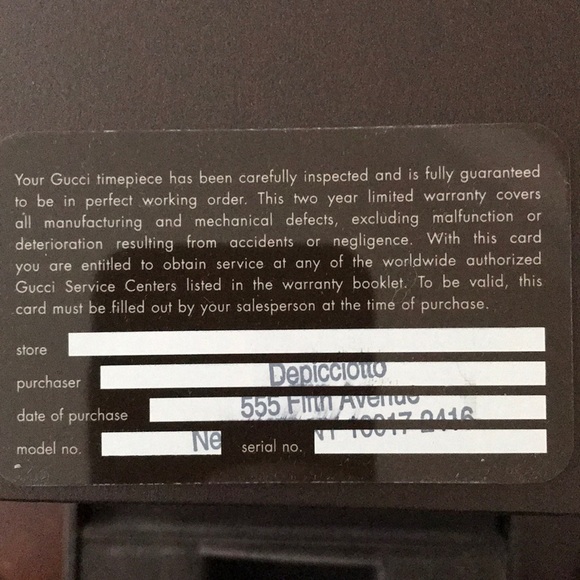 Your Gucci timepiece has been carefully inspected and is fully guaranteed
to be in perfect working order. This two year limited warranty covers
all manufacturing and mechanical defects, excluding malfunction or
deterioration resulting from accidents or negligence. With this card
you are entitled to obtain service at any of the worldwide authorized
Gucci Service Centers listed in the warranty booklet. To be valid, this
card must be filled out by your salesperson at the time of purchase.
store
purchaser Depicciotto
date of purchase 555 Fifth Avenue
NY 10017-2416
model no. Ne serial no.